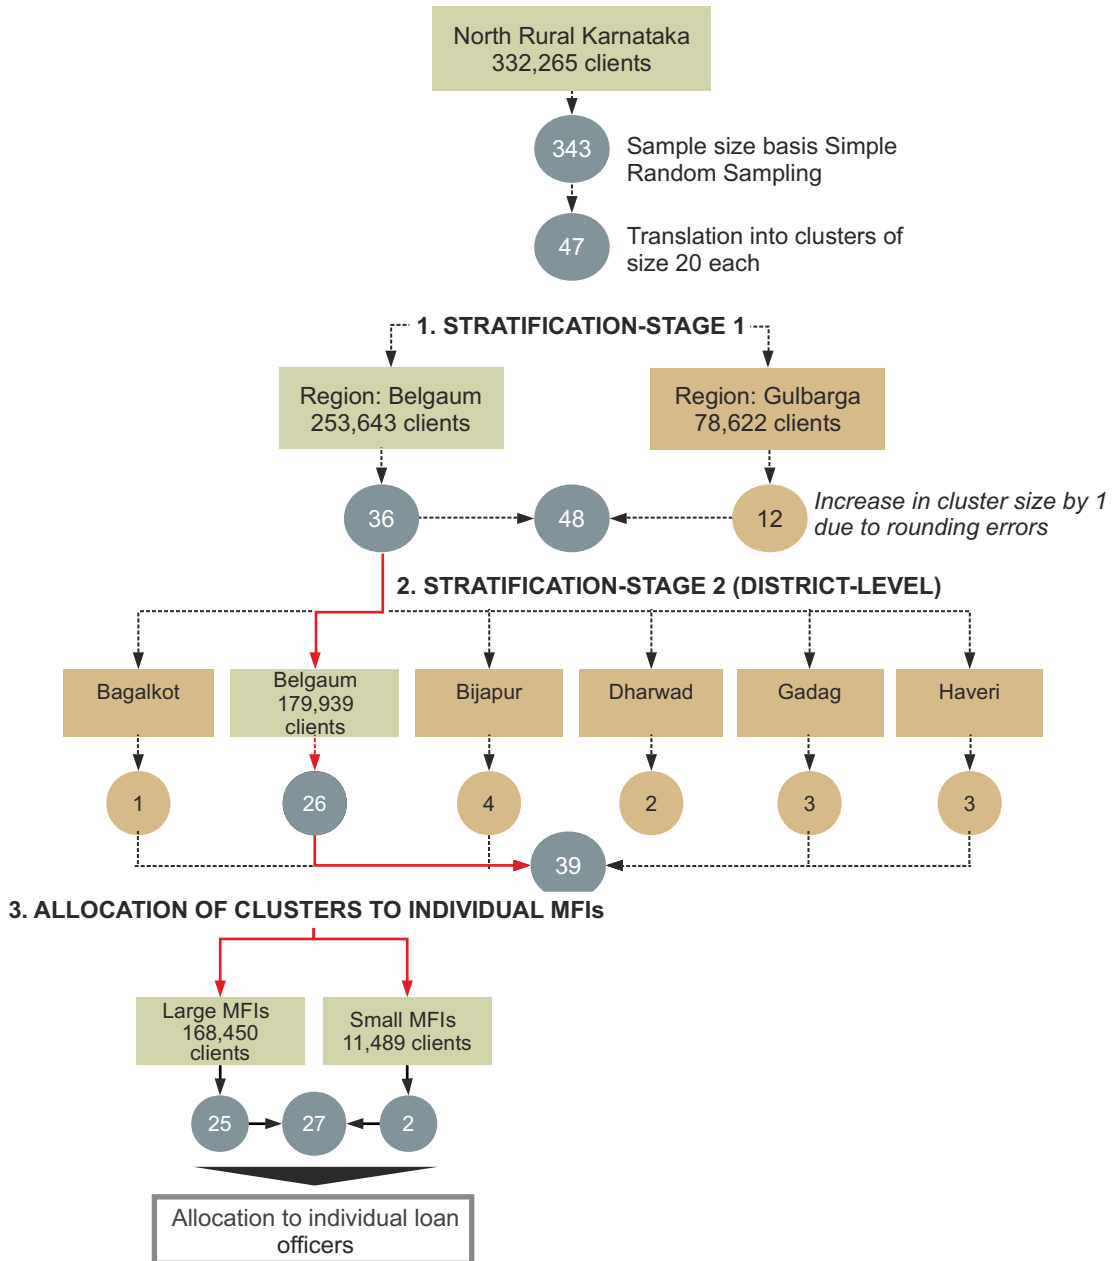 North Rural Karnataka
332,265 clients
343
Sample size basis Simple
Random Sampling
47
Translation into clusters of
size 20 each
1. STRATIFICATION-STAGE 1
Region: Belgaum
253,643 clients
Region: Gulbarga
78,622 clients
36
48
12
Increase in cluster size by 1
due to rounding errors
2. STRATIFICATION-STAGE 2 (DISTRICT-LEVEL)
Bagalkot
Belgaum
179,939
clients
Bijapur
Dharwad
Gadag
Haveri
1
26
4
2
3
3
39
3. ALLOCATION OF CLUSTERS TO INDIVIDUAL MFIs
Large MFIs
168,450
clients
Small MFIs
11,489 clients
25
27
2
Allocation to individual loan
officers